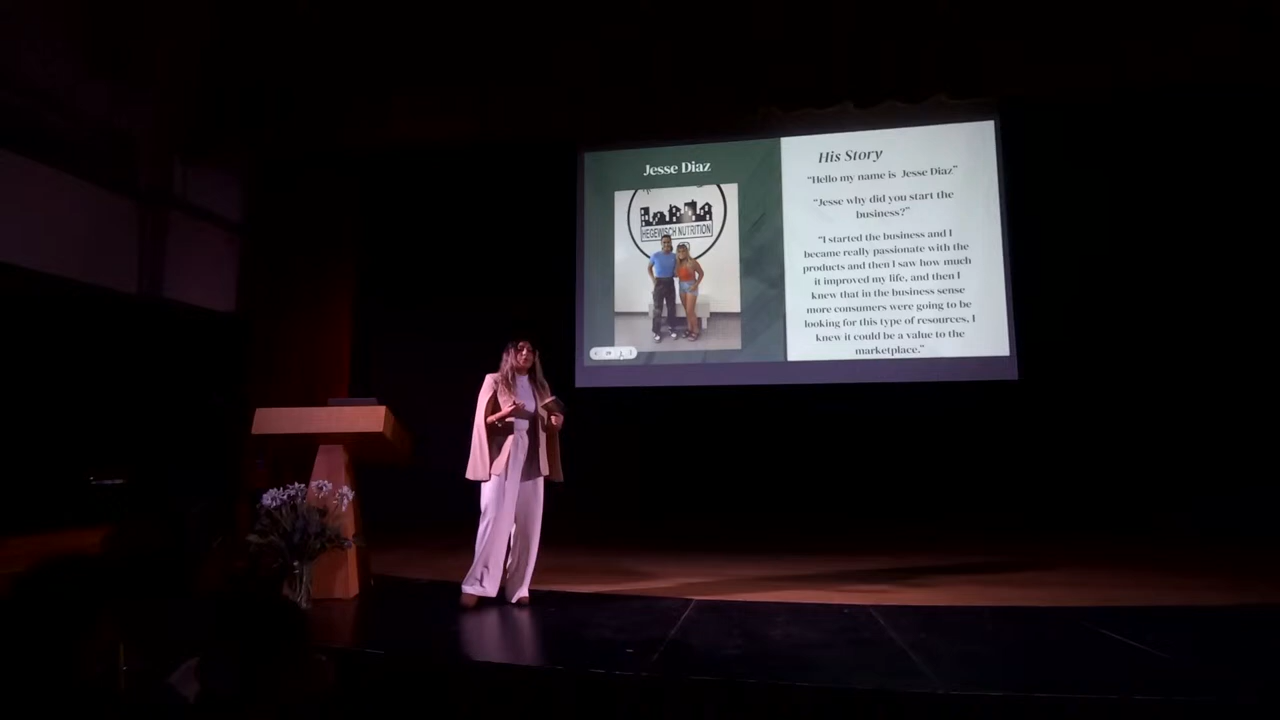 Jesse Diaz
HEGEWISCH NUTRITION
His Story
“Hello my name is Jesse Diaz”
“Jesse why did you start the
business?”
“I started the business and I
became really passionate with the
products and then I saw how much
it improved my life, and then I
knew that in the business sense
more consumers were going to be
looking for this type of resources, I
knew it could be a value to the
marketplace.”